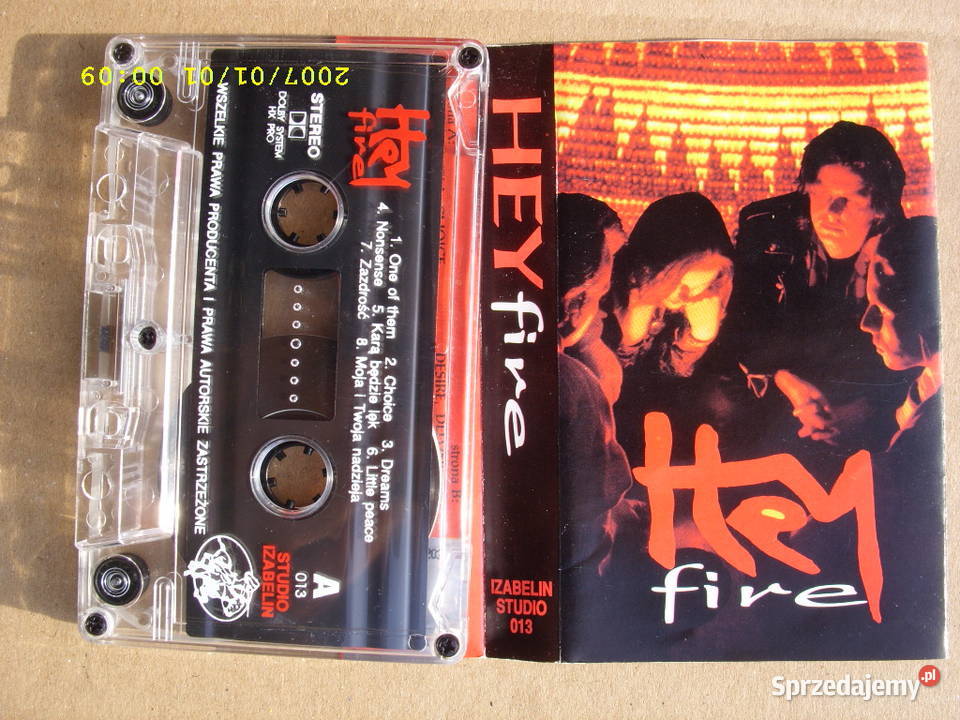 2007/01/01 00:09
STEREO
DOLBY SYSTEM
HX PRO
Hey
fire
1. One of them 2. Choice 3. Dreams
4. Nonsense 5. Karą będzie lęk 6. Little peace
7. Zazdrość 8. Moja i Twoja nadzieja
WSZELKIE PRAWA PRODUCENTA I PRAWA AUTORSKIE ZASTRZEŻONE
A
013
STUDIO
IZABELIN
DESIRE,
strona B:
HEY fire
IZABELIN
STUDIO
013
Hey
fire
Sprzedajemy.pl